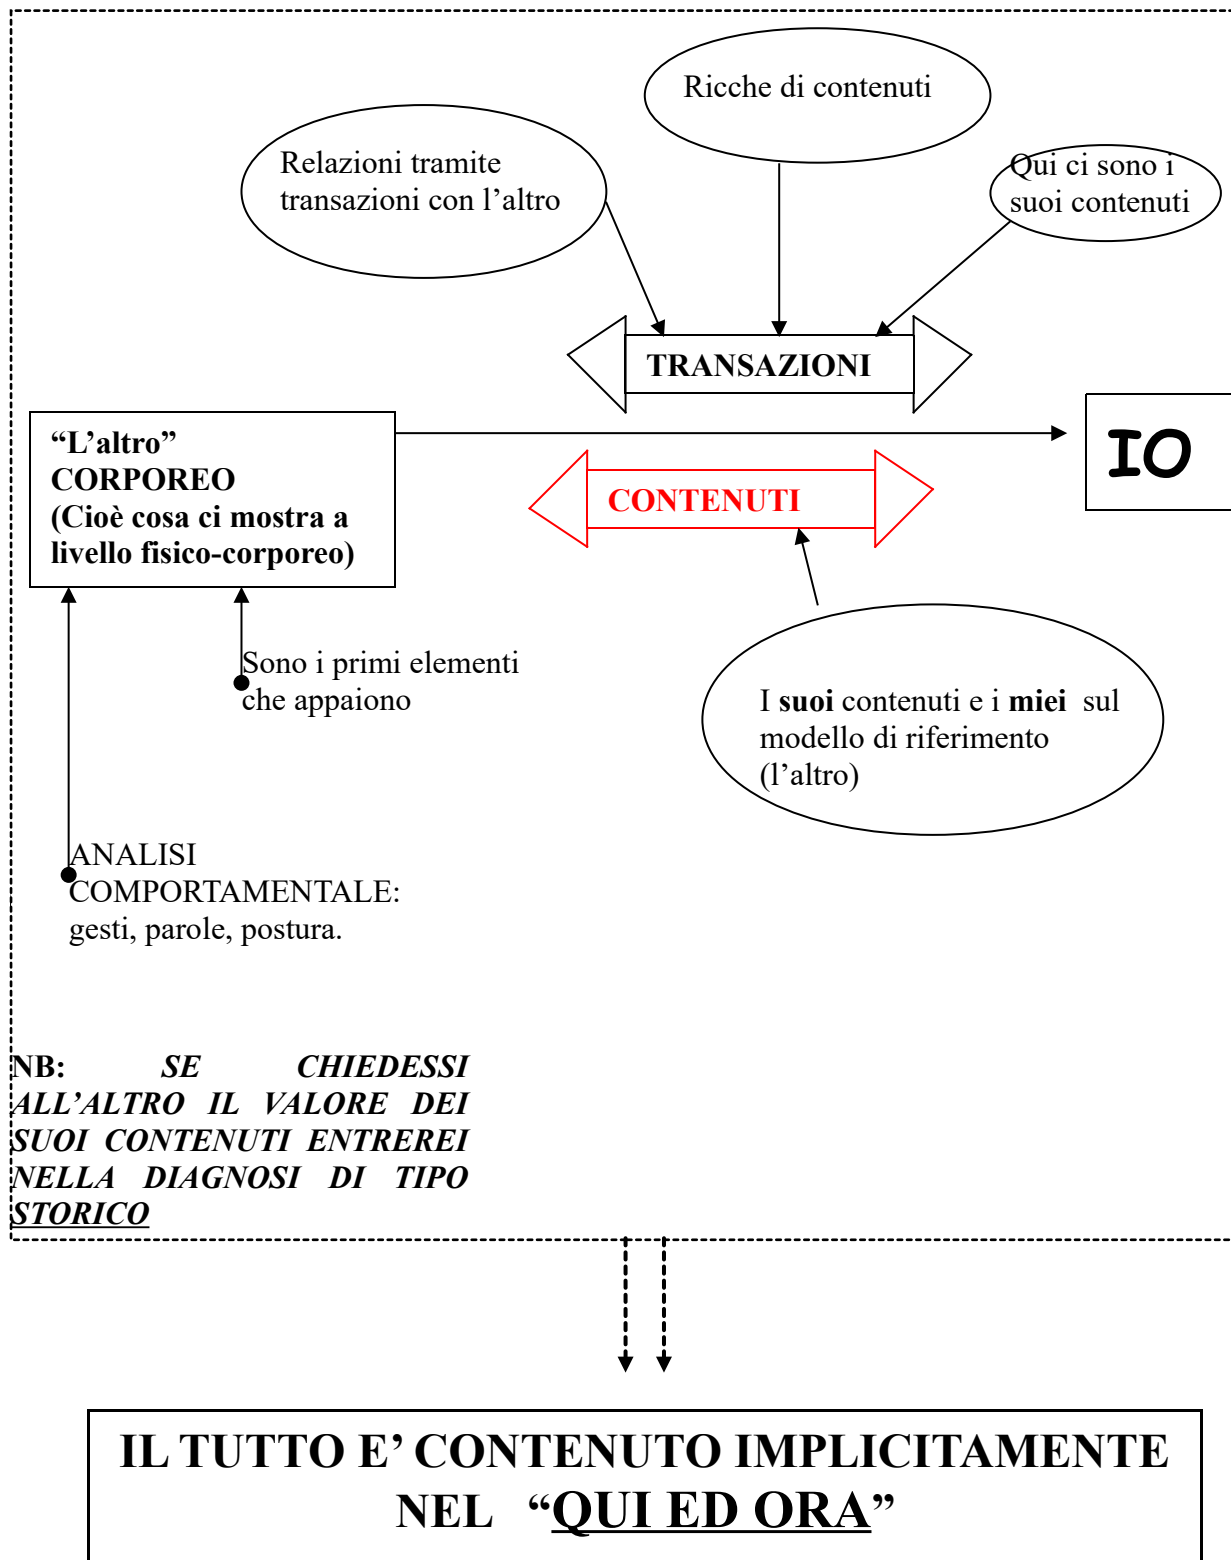 Ricche di contenuti
Relazioni tramite
transazioni con l’altro
Qui ci sono i
suoi contenuti
TRANSAZIONI
“L’altro”
CORPOREO
(Cioè cosa ci mostra a
livello fisico-corporeo)
IO
CONTENUTI
Sono i primi elementi
che appaiono
I suoi contenuti e i miei sul
modello di riferimento
(l’altro)
ANALISI
COMPORTAMENTALE:
gesti, parole, postura.
NB: SE CHIEDESSI
ALL’ALTRO IL VALORE DEI
SUOI CONTENUTI ENTREREI
NELLA DIAGNOSI DI TIPO
STORICO
IL TUTTO E’ CONTENUTO IMPLICITAMENTE
NEL “QUI ED ORA”